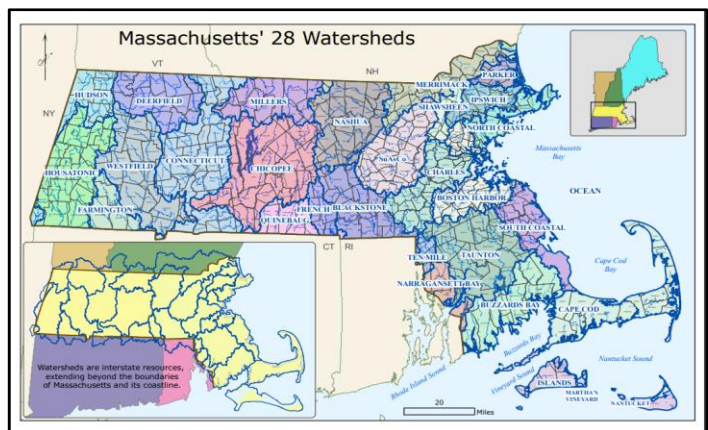 Massachusetts' 28 Watersheds
VT
NH
NY
HUDSON
DEERFIELD
MILLERS
NASHUA
MERRIMACK
PARKER
SHAWSHEEN
IPSWICH
NORTH COASTAL
HOUSATONIC
WESTFIELD
CONNECTICUT
CHICOPEE
SuAsCo
CHARLES
BOSTON HARBOR
Massachusetts
Bay
OCEAN
FARMINGTON
QUINEBAUG
FRENCH
BLACKSTONE
SOUTH COASTAL
CT
RI
TEN MILE
TAUNTON
NARRAGANSETT BAY
Cape Cod
Bay
BUZZARDS BAY
CAPE COD
Buzzards Bay
Nantucket Sound
Vineyard Sound
Rhode Island Sound
ISLANDS
MARTHA'S
VINEYARD
NANTUCKET
Watersheds are interstate resources,
extending beyond the boundaries
of Massachusetts and its coastline.
20
Miles